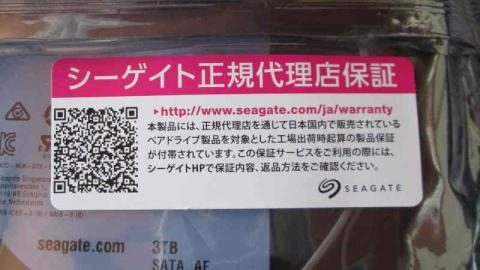 シーゲイト正規代理店保証
http://www.seagate.com/ja/warranty
本製品には、正規代理店を通じて日本国内で販売されている
ベアドライブ製品を対象とした工場出荷時起算の製品保証
が付帯されています。この保証サービスをご利用の際には、
シーゲイトHPで保証内容、返品方法をご確認ください。
SEAGATE
seagate.com
3TB
SATA AF